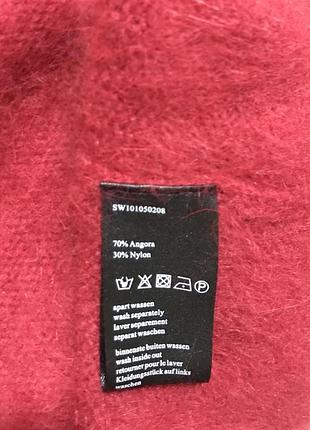 SW101050208
70% Angora
30% Nylon
P
apart wassen
wash separately
laver separement
separat waschen
binnenste buiten wassen
wash inside out
retourner pour le laver
Kleidungsstück auf links
waschen